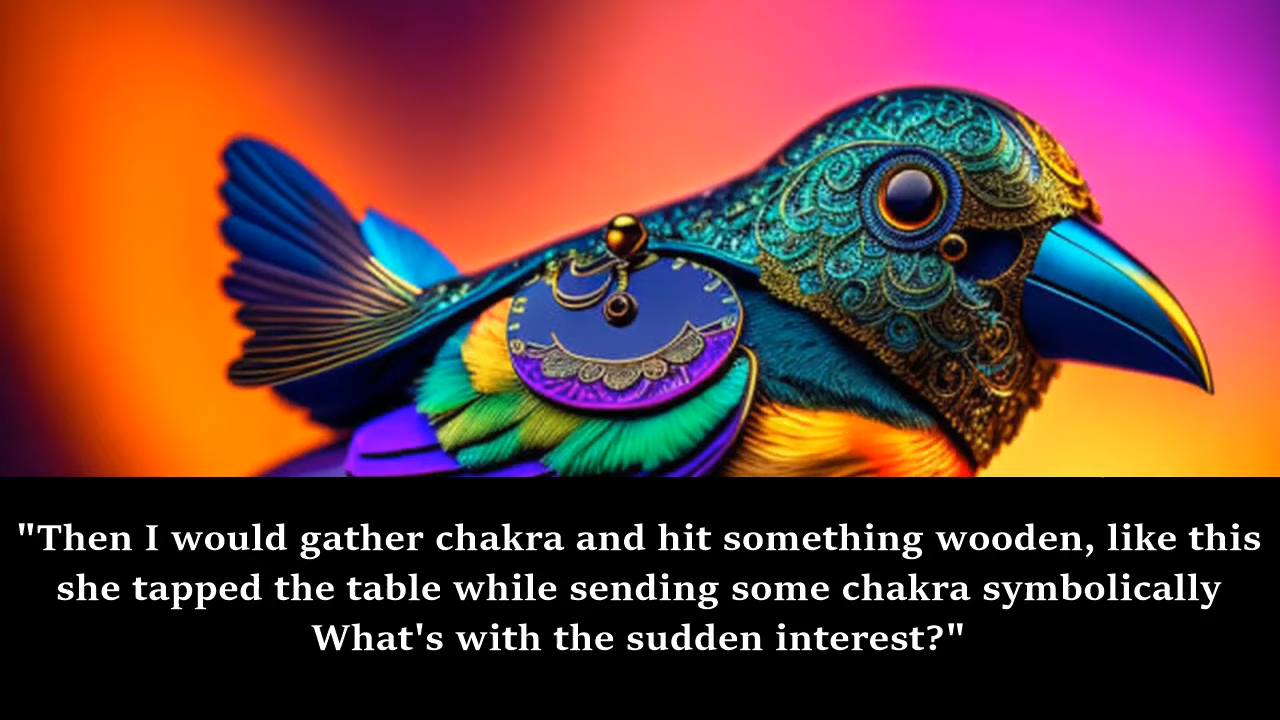 "Then I would gather chakra and hit something wooden, like this
she tapped the table while sending some chakra symbolically
What's with the sudden interest?"